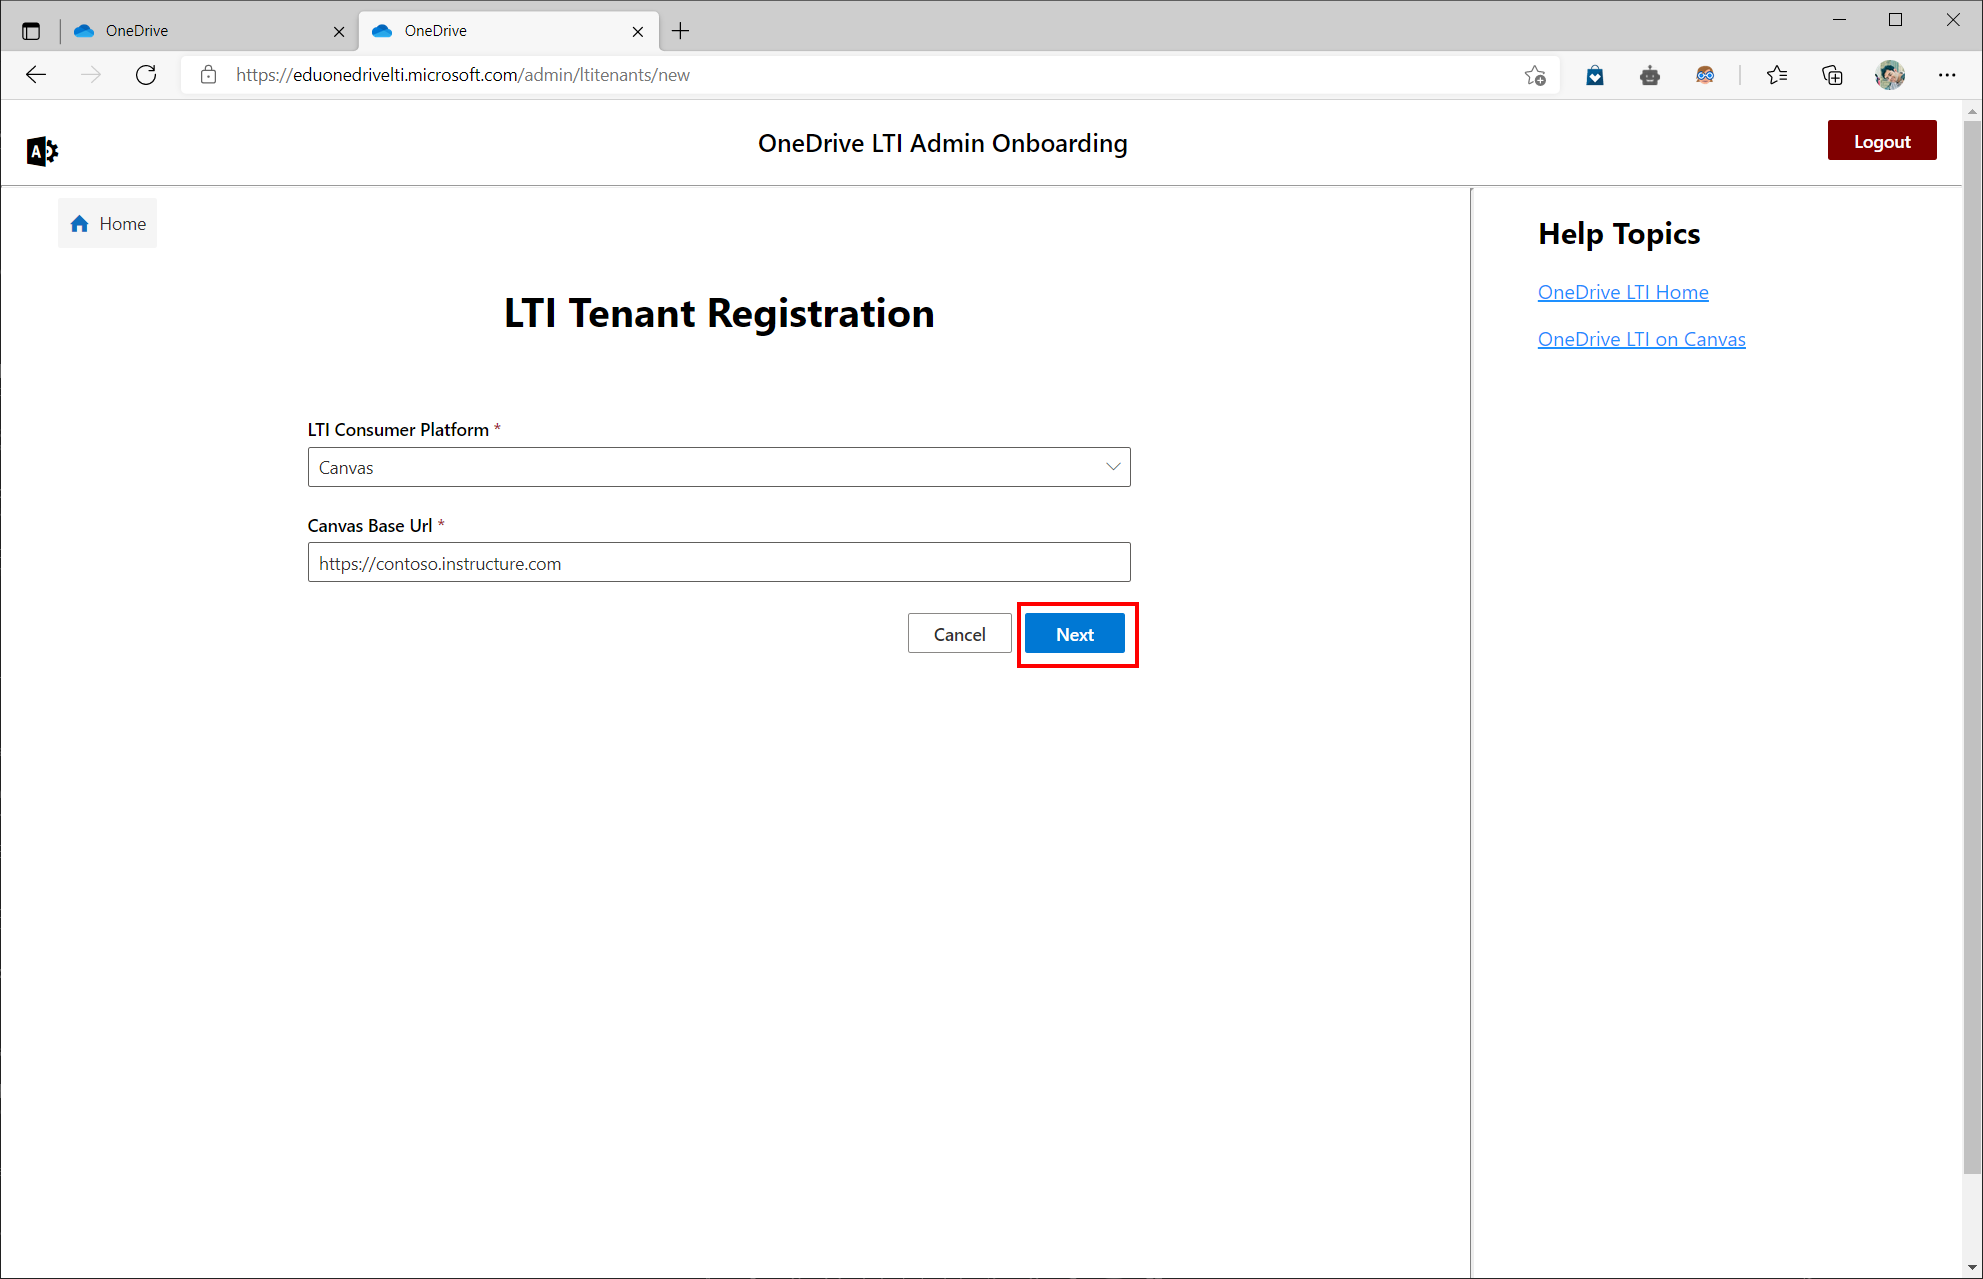 OneDrive
OneDrive
https://eduonedrivelti.microsoft.com/admin/ltitenants/new
A
OneDrive LTI Admin Onboarding
Logout
Home
LTI Tenant Registration
LTI Consumer Platform *
Canvas
Canvas Base Url *
https://contoso.instructure.com
Cancel
Next
Help Topics
OneDrive LTI Home
OneDrive LTI on Canvas